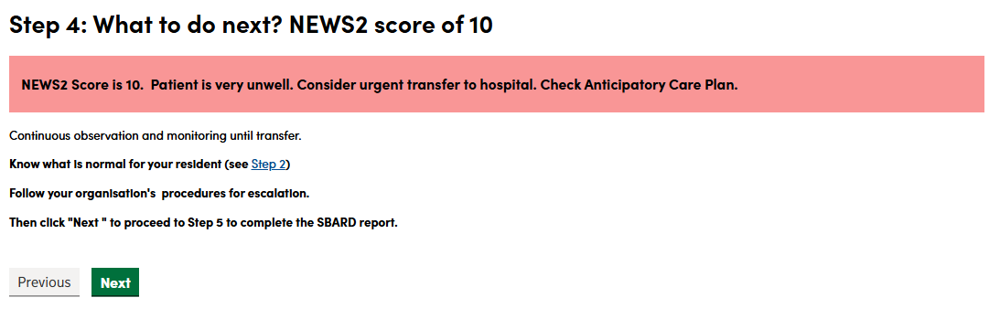 Step 4: What to do next? NEWS2 score of 10
NEWS2 Score is 10.  Patient is very unwell. Consider urgent transfer to hospital. Check Anticipatory Care Plan.
Continuous observation and monitoring until transfer.
Know what is normal for your resident (see Step 2)
Follow your organisation's  procedures for escalation.
Then click "Next " to proceed to Step 5 to complete the SBARD report.
Previous Next